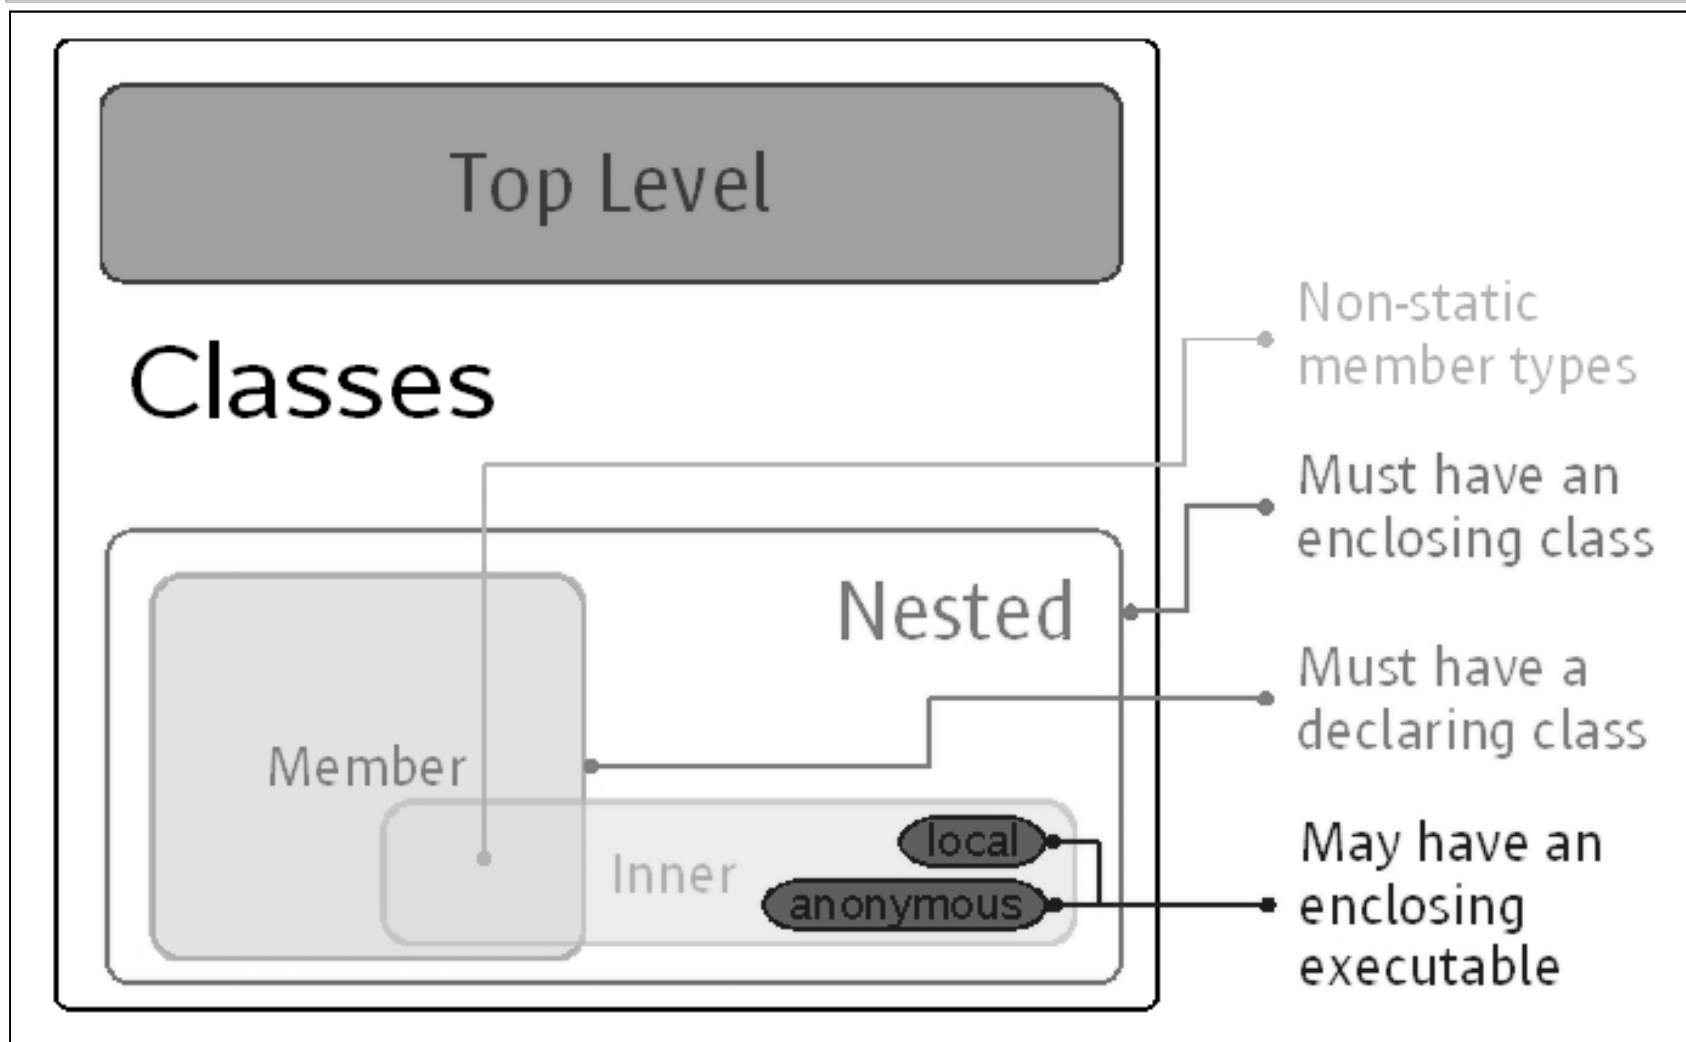 Top Level
Classes
Non-static
member types
Must have an
enclosing class
Nested
Must have a
declaring class
Member
Inner
local
anonymous
May have an
enclosing
executable